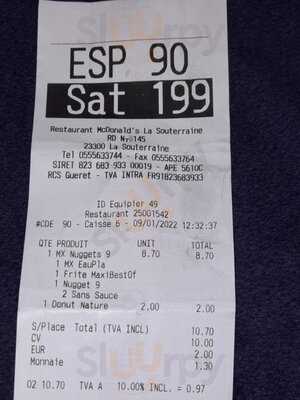 ESP 90
Sat 199
Restaurant McDonald's La Souterraine
RD N°145
23300 La Souterraine
Tel 0555633744 - Fax 0555633764
SIRET 823 683 933 00019 - APE 5610C
RCS Gueret - TVA INTRA FR91823683933
ID Equipier 49
Restaurant 25001542
#CDE 90 - Caisse 6 - 09/01/2022 12:32:37
QTE PRODUIT UNIT TOTAL
1 MX Nuggets 9 8.70 8.70
1 MX EauPla
1 Frite MaxiBestOf
1 Nugget 9
2 Sans Sauce
1 Donut Nature 2.00 2.00
S/Place Total (TVA INCL) 10.70
CV 10.00
EUR 2.00
Monnaie 1.30
02 10.70 TVA A 10.00% INCL. = 0.97